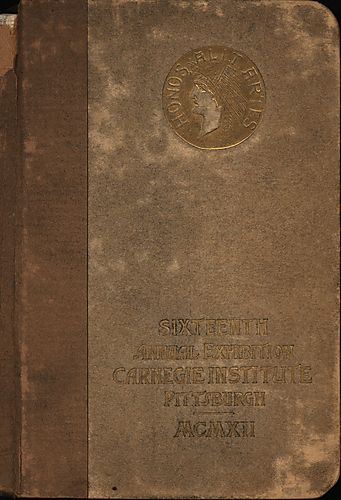 HONOS ALIT ARTES
SIXTEENTH
ANNUAL EXHIBITION
CARNEGIE INSTITUTE
PITTSBURGH
MCMXII